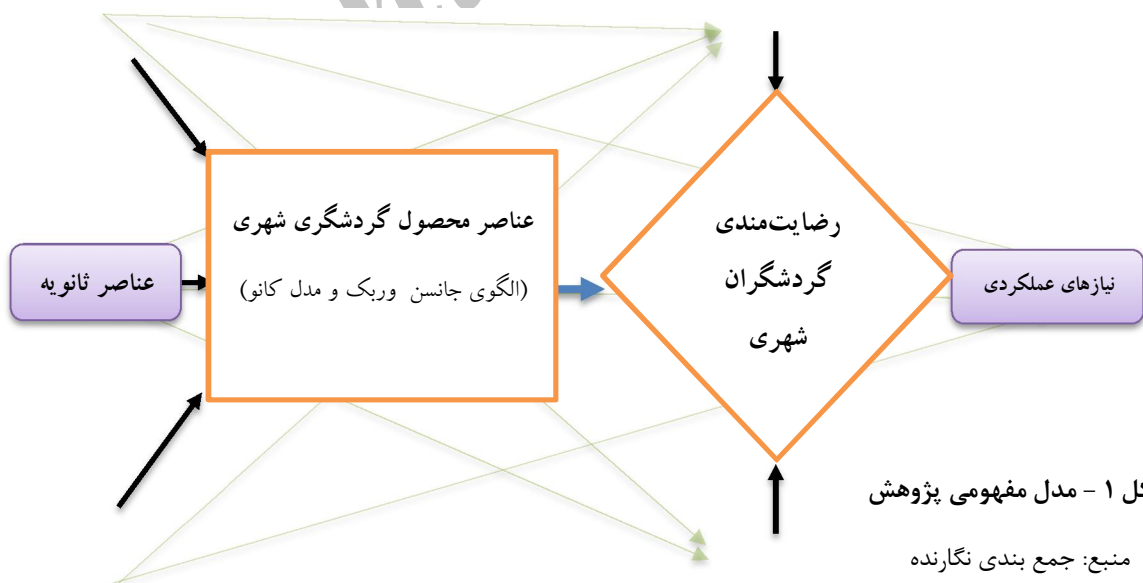 عناصر محصول گردشگری شهری
(الگوی جانسن وربک و مدل کانو)
رضایت‌مندی
گردشگران
شهری
عناصر ثانویه
نیازهای عملکردی
کل ۱ - مدل مفهومی پژوهش
منبع: جمع بندی نگارنده